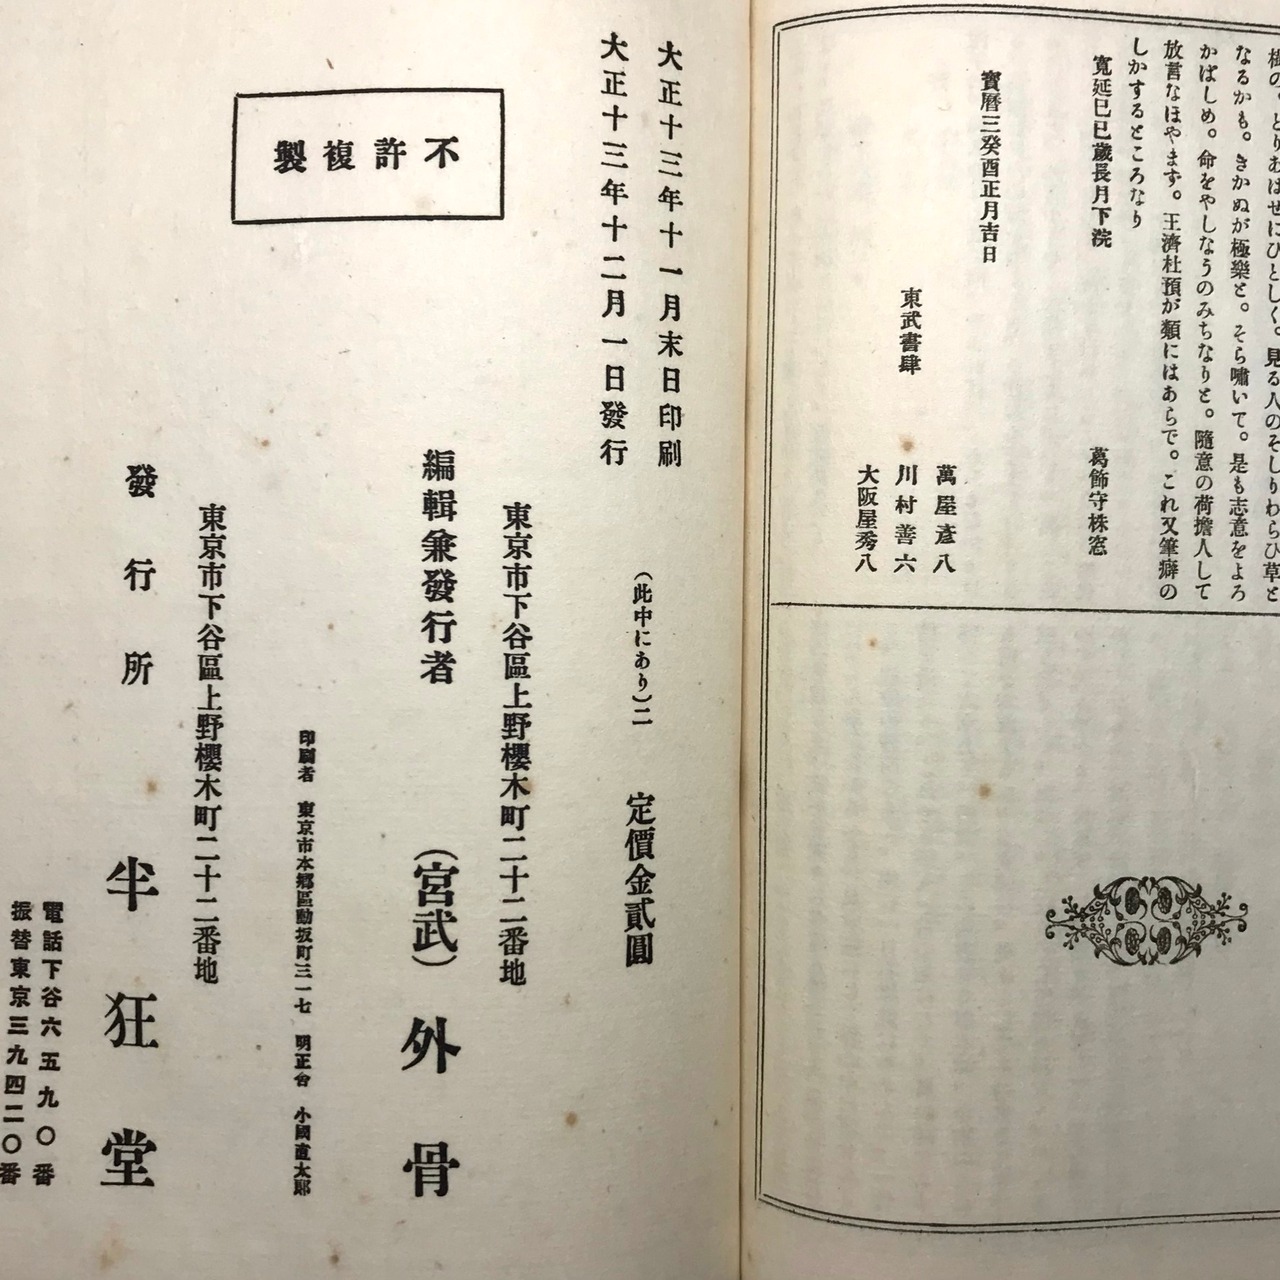 樹の。とりむはせにひとしく。見る人のそしりわらひ草と
なるかも。きかぬが極樂と。そら嘯いて。是も志意をよろ
かばしめ。命をやしなうのみちなりと。隨意の荷擔人して
放言なほやまず。王濟杜預が類にはあらで。これ又筆癖の
しかするところなり
寛延巳巳歲長月下浣
葛飾守株窓
寶曆三癸酉正月吉日
東武書肆
萬屋彥八
川村善六
大阪屋秀八
大正十三年十一月末日印刷
大正十三年十二月一日發行
(此中にあり)二
定價金貳圓
不許複製
東京市下谷區上野櫻木町二十二番地
編輯兼發行者
(宮武)外骨
印刷者 東京市本鄕區動坂町三一七 明正舍 小國直太郎
東京市下谷區上野櫻木町二十二番地
發行所
半狂堂
電話下谷六五九〇番
振替東京三九四二〇番